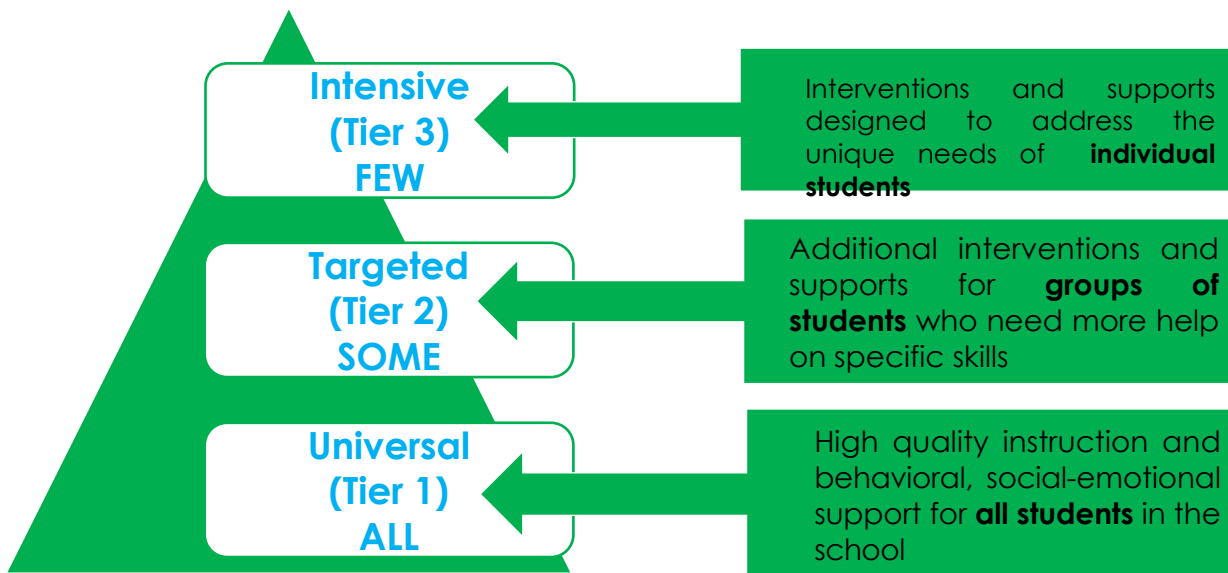 Intensive
(Tier 3)
FEW
Interventions and supports
designed to address the
unique needs of individual
students
Targeted
(Tier 2)
SOME
Additional interventions and
supports for groups of
students who need more help
on specific skills
Universal
(Tier 1)
ALL
High quality instruction and
behavioral, social-emotional
support for all students in the
school